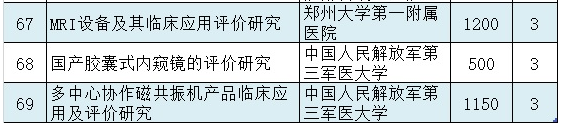 67 MRI设备及其临床应用评价研究 郑州大学第一附属医院 1200 3
68 国产胶囊式内窥镜的评价研究 中国人民解放军第三军医大学 500 3
69 多中心协作磁共振机产品临床应用及评价研究 中国人民解放军第三军医大学 1150 3